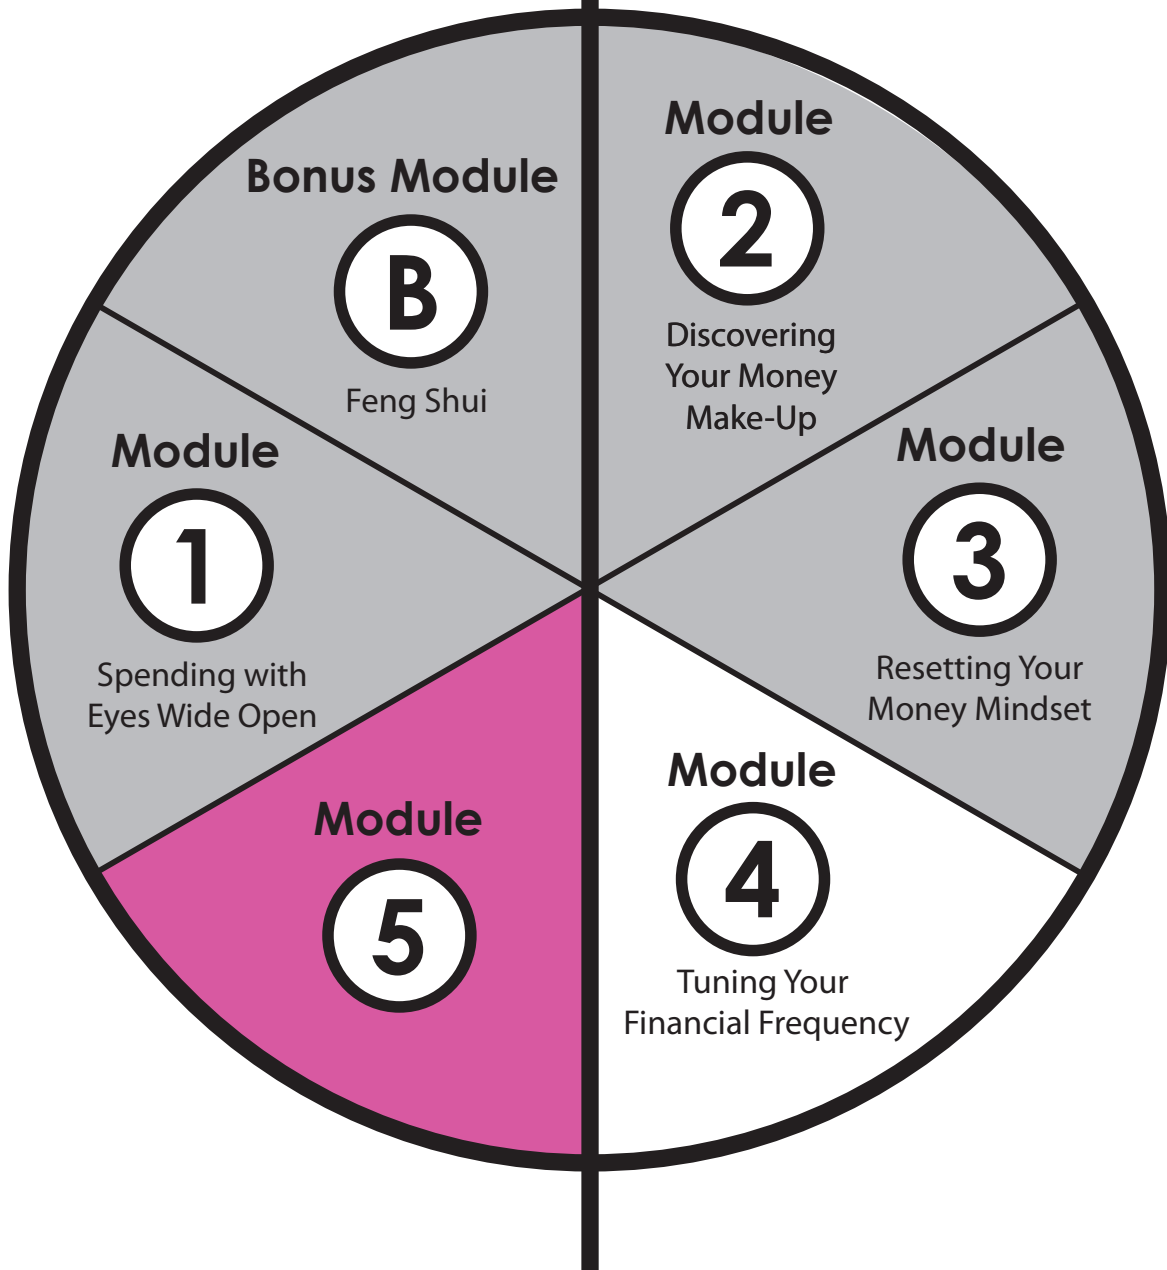 Bonus Module
B
Feng Shui
Module
2
Discovering
Your Money
Make-Up
Module
1
Spending with
Eyes Wide Open
Module
3
Resetting Your
Money Mindset
Module
5
Module
4
Tuning Your
Financial Frequency